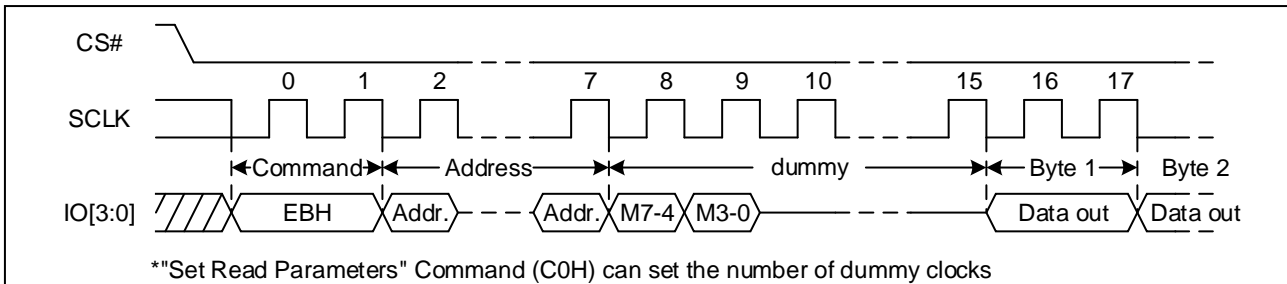 CS#
0 1 2 7 8 9 10 15 16 17
SCLK
Command Address dummy Byte 1 Byte 2
IO[3:0] EBH Addr. Addr. M7-4 M3-0 Data out Data out
*"Set Read Parameters" Command (C0H) can set the number of dummy clocks